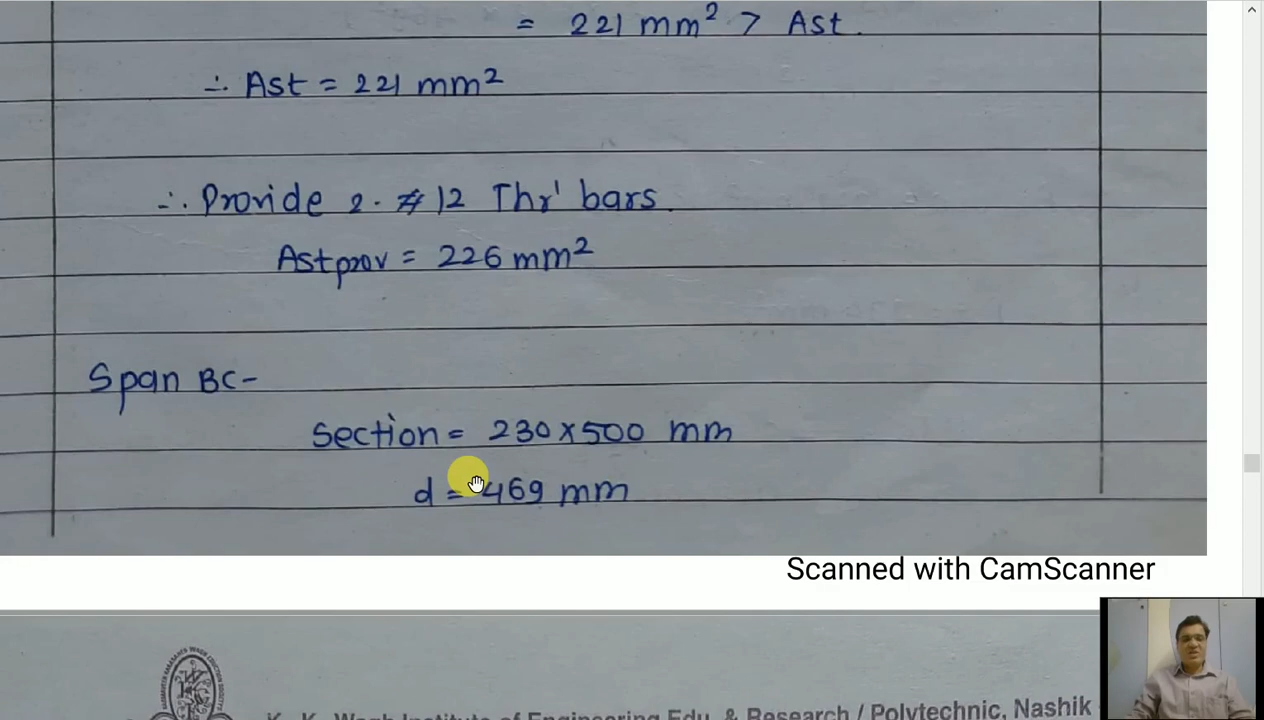 = 221 mm² > Ast.
∴ Ast = 221 mm²
∴ Provide 2. # 12 Thr' bars.
Astprov = 226 mm²
Span BC-
Section = 230 x 500 mm
d = 469 mm
Scanned with CamScanner
K. K. Wagh Institute of Engineering Edu. & Research / Polytechnic, Nashik